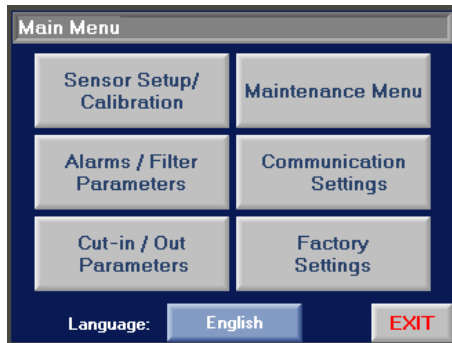 Main Menu
Sensor Setup/
Calibration
Maintenance Menu
Alarms / Filter
Parameters
Communication
Settings
Cut-in / Out
Parameters
Factory
Settings
Language: English EXIT